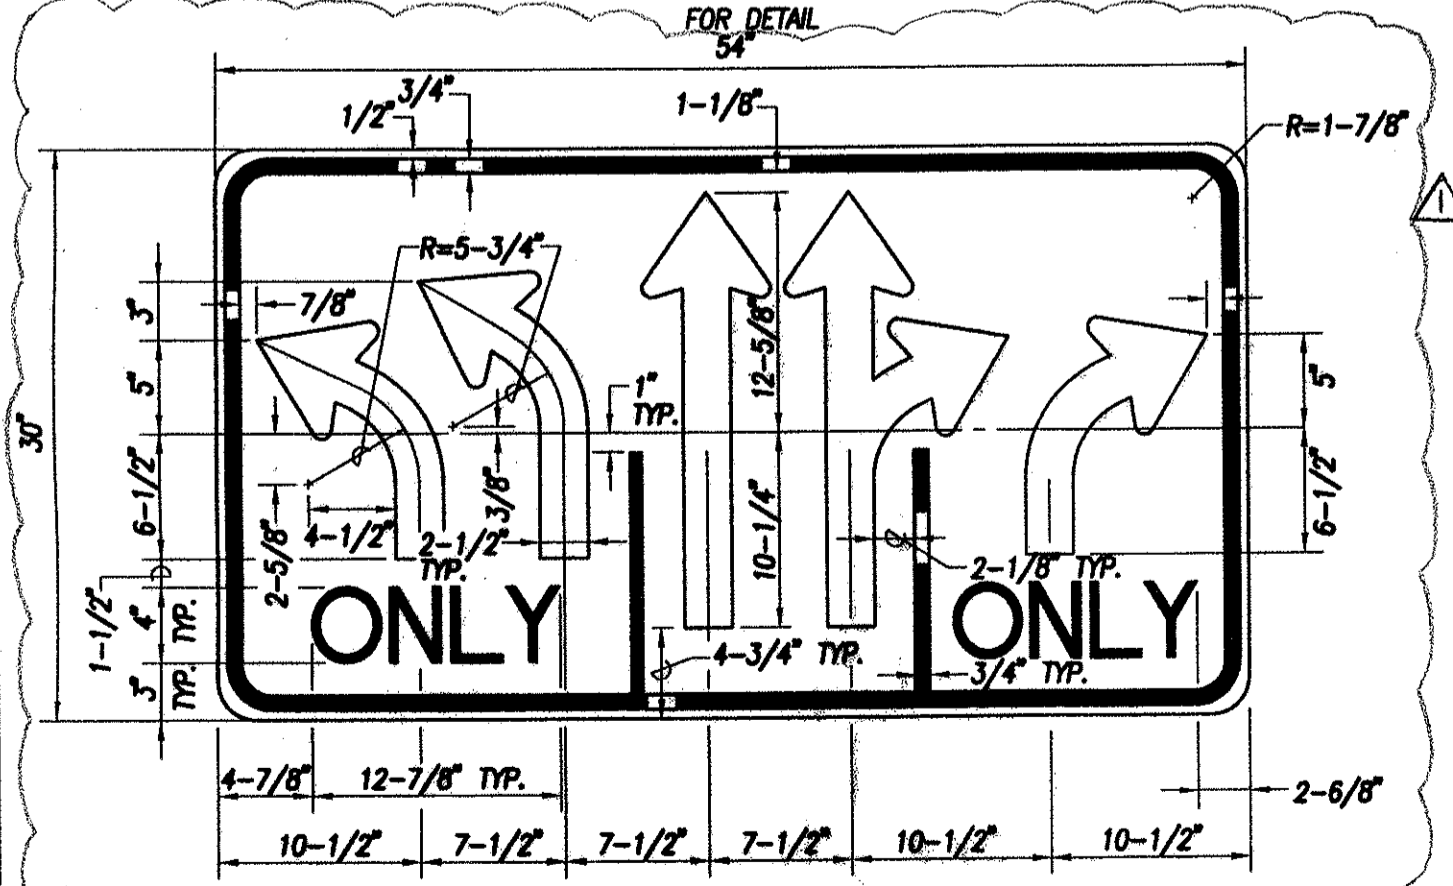 FOR DETAIL
54"
3/4"
1/2"
1-1/8"
R=1-7/8"
1
R=5-3/4"
3"
7/8"
5"
30"
12-5/8"
1"
TYP.
5"
6-1/2"
2-5/8"
4-1/2"
2-1/2"
TYP.
3/8"
10-1/4"
6-1/2"
2-1/8" TYP.
1-1/2"
4"
TYP.
ONLY
ONLY
4-3/4" TYP.
3/4" TYP.
3"
TYP.
4-7/8"
12-7/8" TYP.
2-6/8"
10-1/2"
7-1/2"
7-1/2"
7-1/2"
10-1/2"
10-1/2"